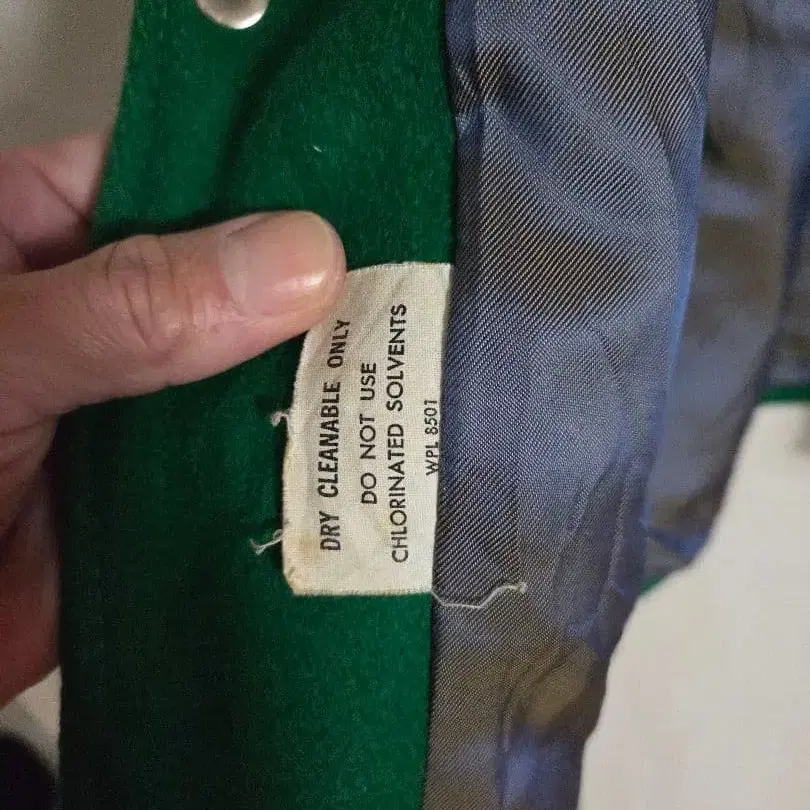 DRY CLEANABLE ONLY
DO NOT USE
CHLORINATED SOLVENTS
WPL 8501